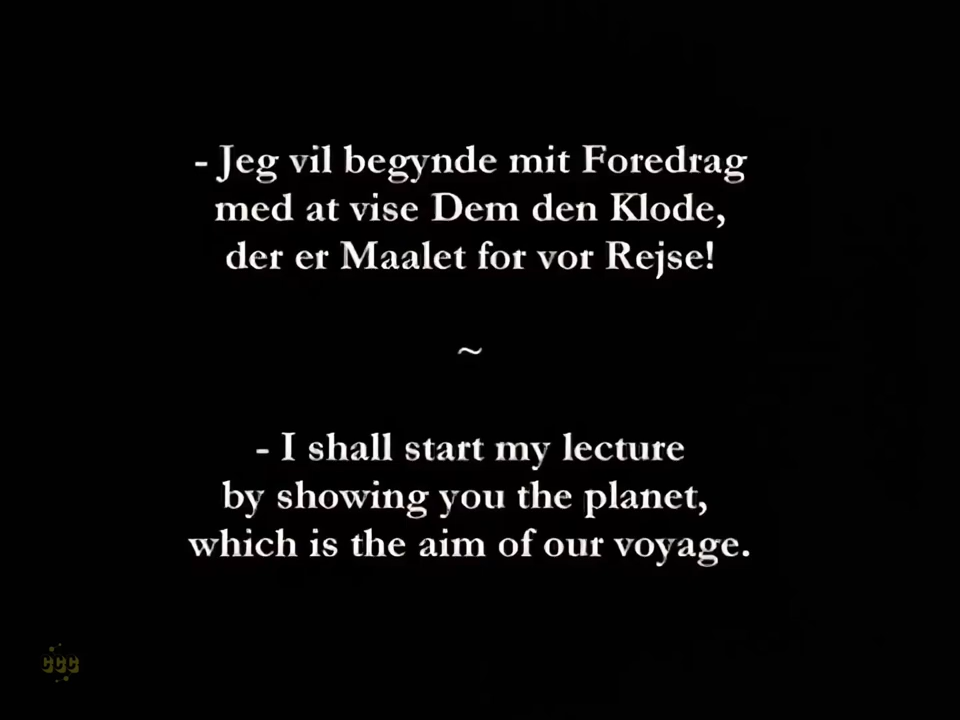 - Jeg vil begynde mit Foredrag
med at vise Dem den Klode,
der er Maalet for vor Rejse!
~
- I shall start my lecture
by showing you the planet,
which is the aim of our voyage.
ccc